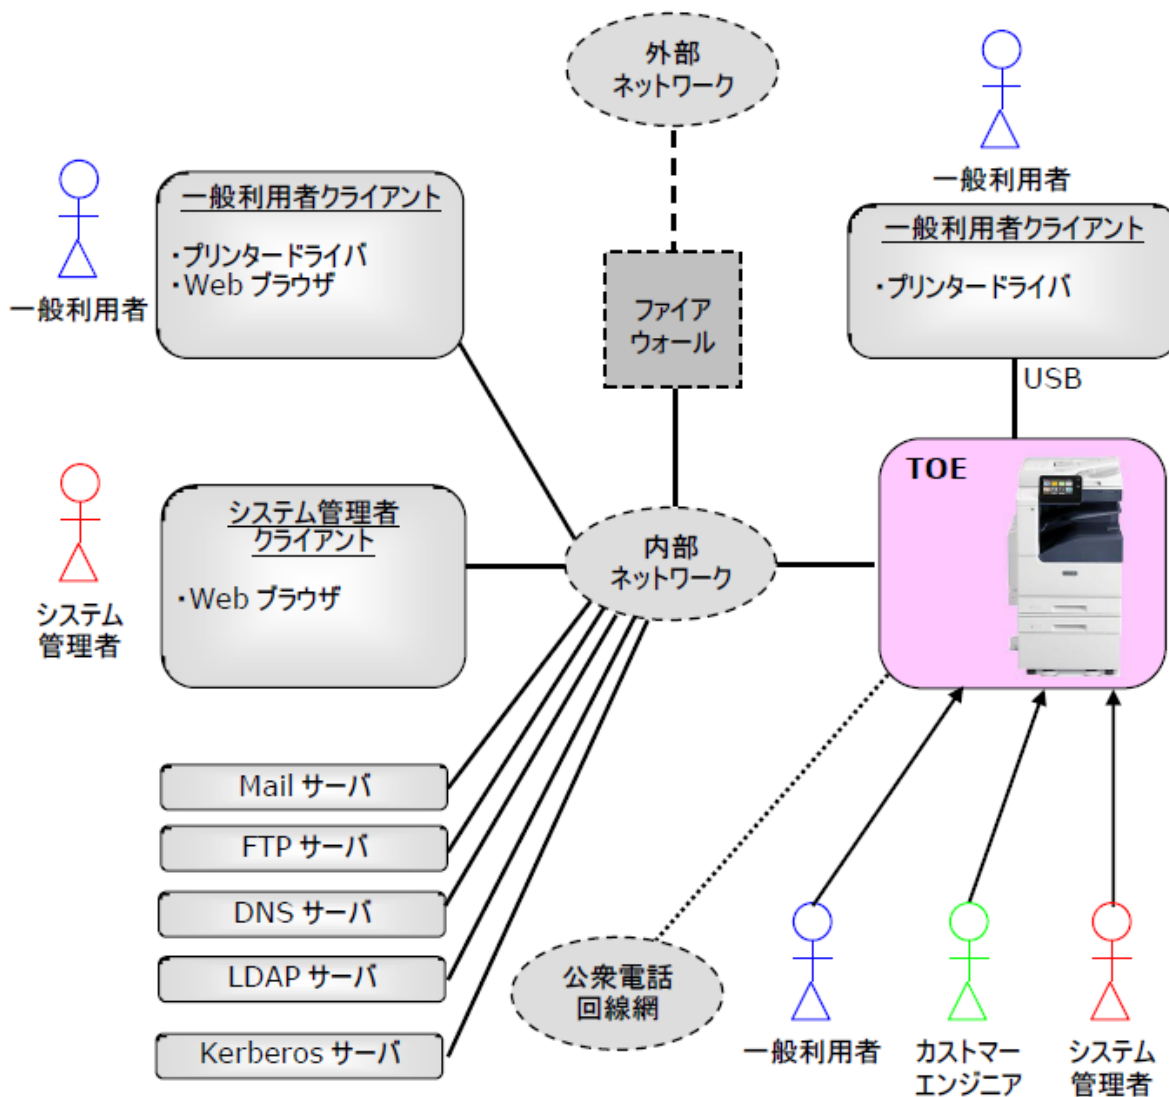 外部
ネットワーク
一般利用者
一般利用者クライアント
・プリンタードライバ
・Web ブラウザ
一般利用者
一般利用者クライアント
・プリンタードライバ
ファイア
ウォール
USB
TOE
システム管理者
クライアント
・Web ブラウザ
システム
管理者
内部
ネットワーク
Mail サーバ
FTP サーバ
DNS サーバ
LDAP サーバ
Kerberos サーバ
公衆電話
回線網
一般利用者
カストマー
エンジニア
システム
管理者